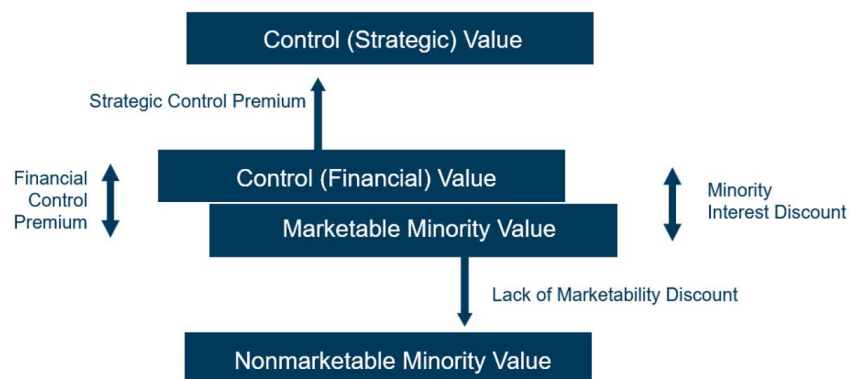 Control (Strategic) Value
Strategic Control Premium
Control (Financial) Value
Financial
Control
Premium
Minority
Interest Discount
Marketable Minority Value
Lack of Marketability Discount
Nonmarketable Minority Value